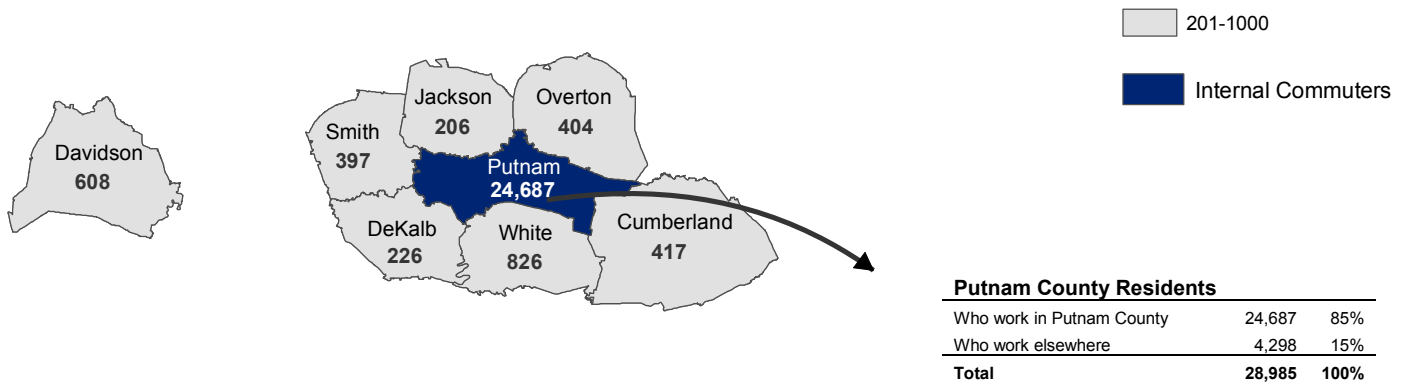 201-1000
Internal Commuters
Davidson
608
Smith
397
Jackson
206
Overton
404
Putnam
24,687
DeKalb
226
White
826
Cumberland
417
Putnam County Residents
Who work in Putnam County 24,687 85%
Who work elsewhere 4,298 15%
Total 28,985 100%